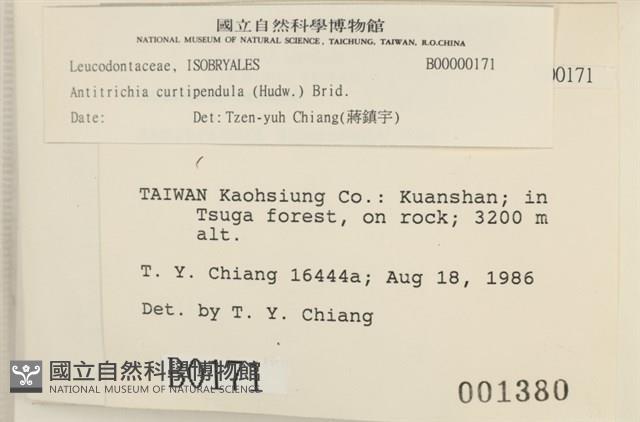 國立自然科學博物館
NATIONAL MUSEUM OF NATURAL SCIENCE, TAICHUNG, TAIWAN, R.O.CHINA
Leucodontaceae, ISOBRYALES B00000171
Antitrichia curtipendula (Hudw.) Brid.
Date: Det:Tzen-yuh Chiang(蔣鎮宇)
00171
TAIWAN Kaohsiung Co.: Kuanshan; in
Tsuga forest, on rock; 3200 m
alt.
T. Y. Chiang 16444a; Aug 18, 1986
Det. by T. Y. Chiang
B0171
國立自然科學博物館
NATIONAL MUSEUM OF NATURAL SCIENCE
001380